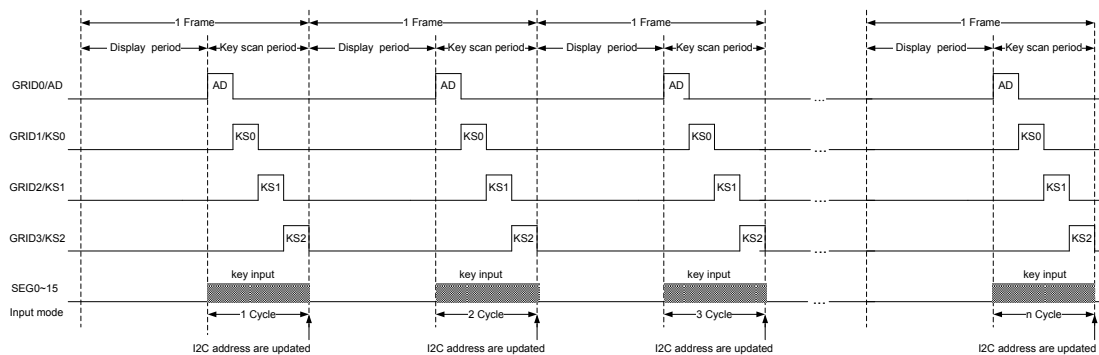 1 Frame 1 Frame 1 Frame 1 Frame
Display period Key scan period Display period Key scan period Display period Key scan period Display period Key scan period
GRID0/AD AD AD AD ... AD
GRID1/KS0 KS0 KS0 KS0 ... KS0
GRID2/KS1 KS1 KS1 KS1 ... KS1
GRID3/KS2 KS2 KS2 KS2 ... KS2
key input key input key input key input
SEG0~15 ...
Input mode 1 Cycle 2 Cycle 3 Cycle n Cycle
I2C address are updated I2C address are updated I2C address are updated I2C address are updated